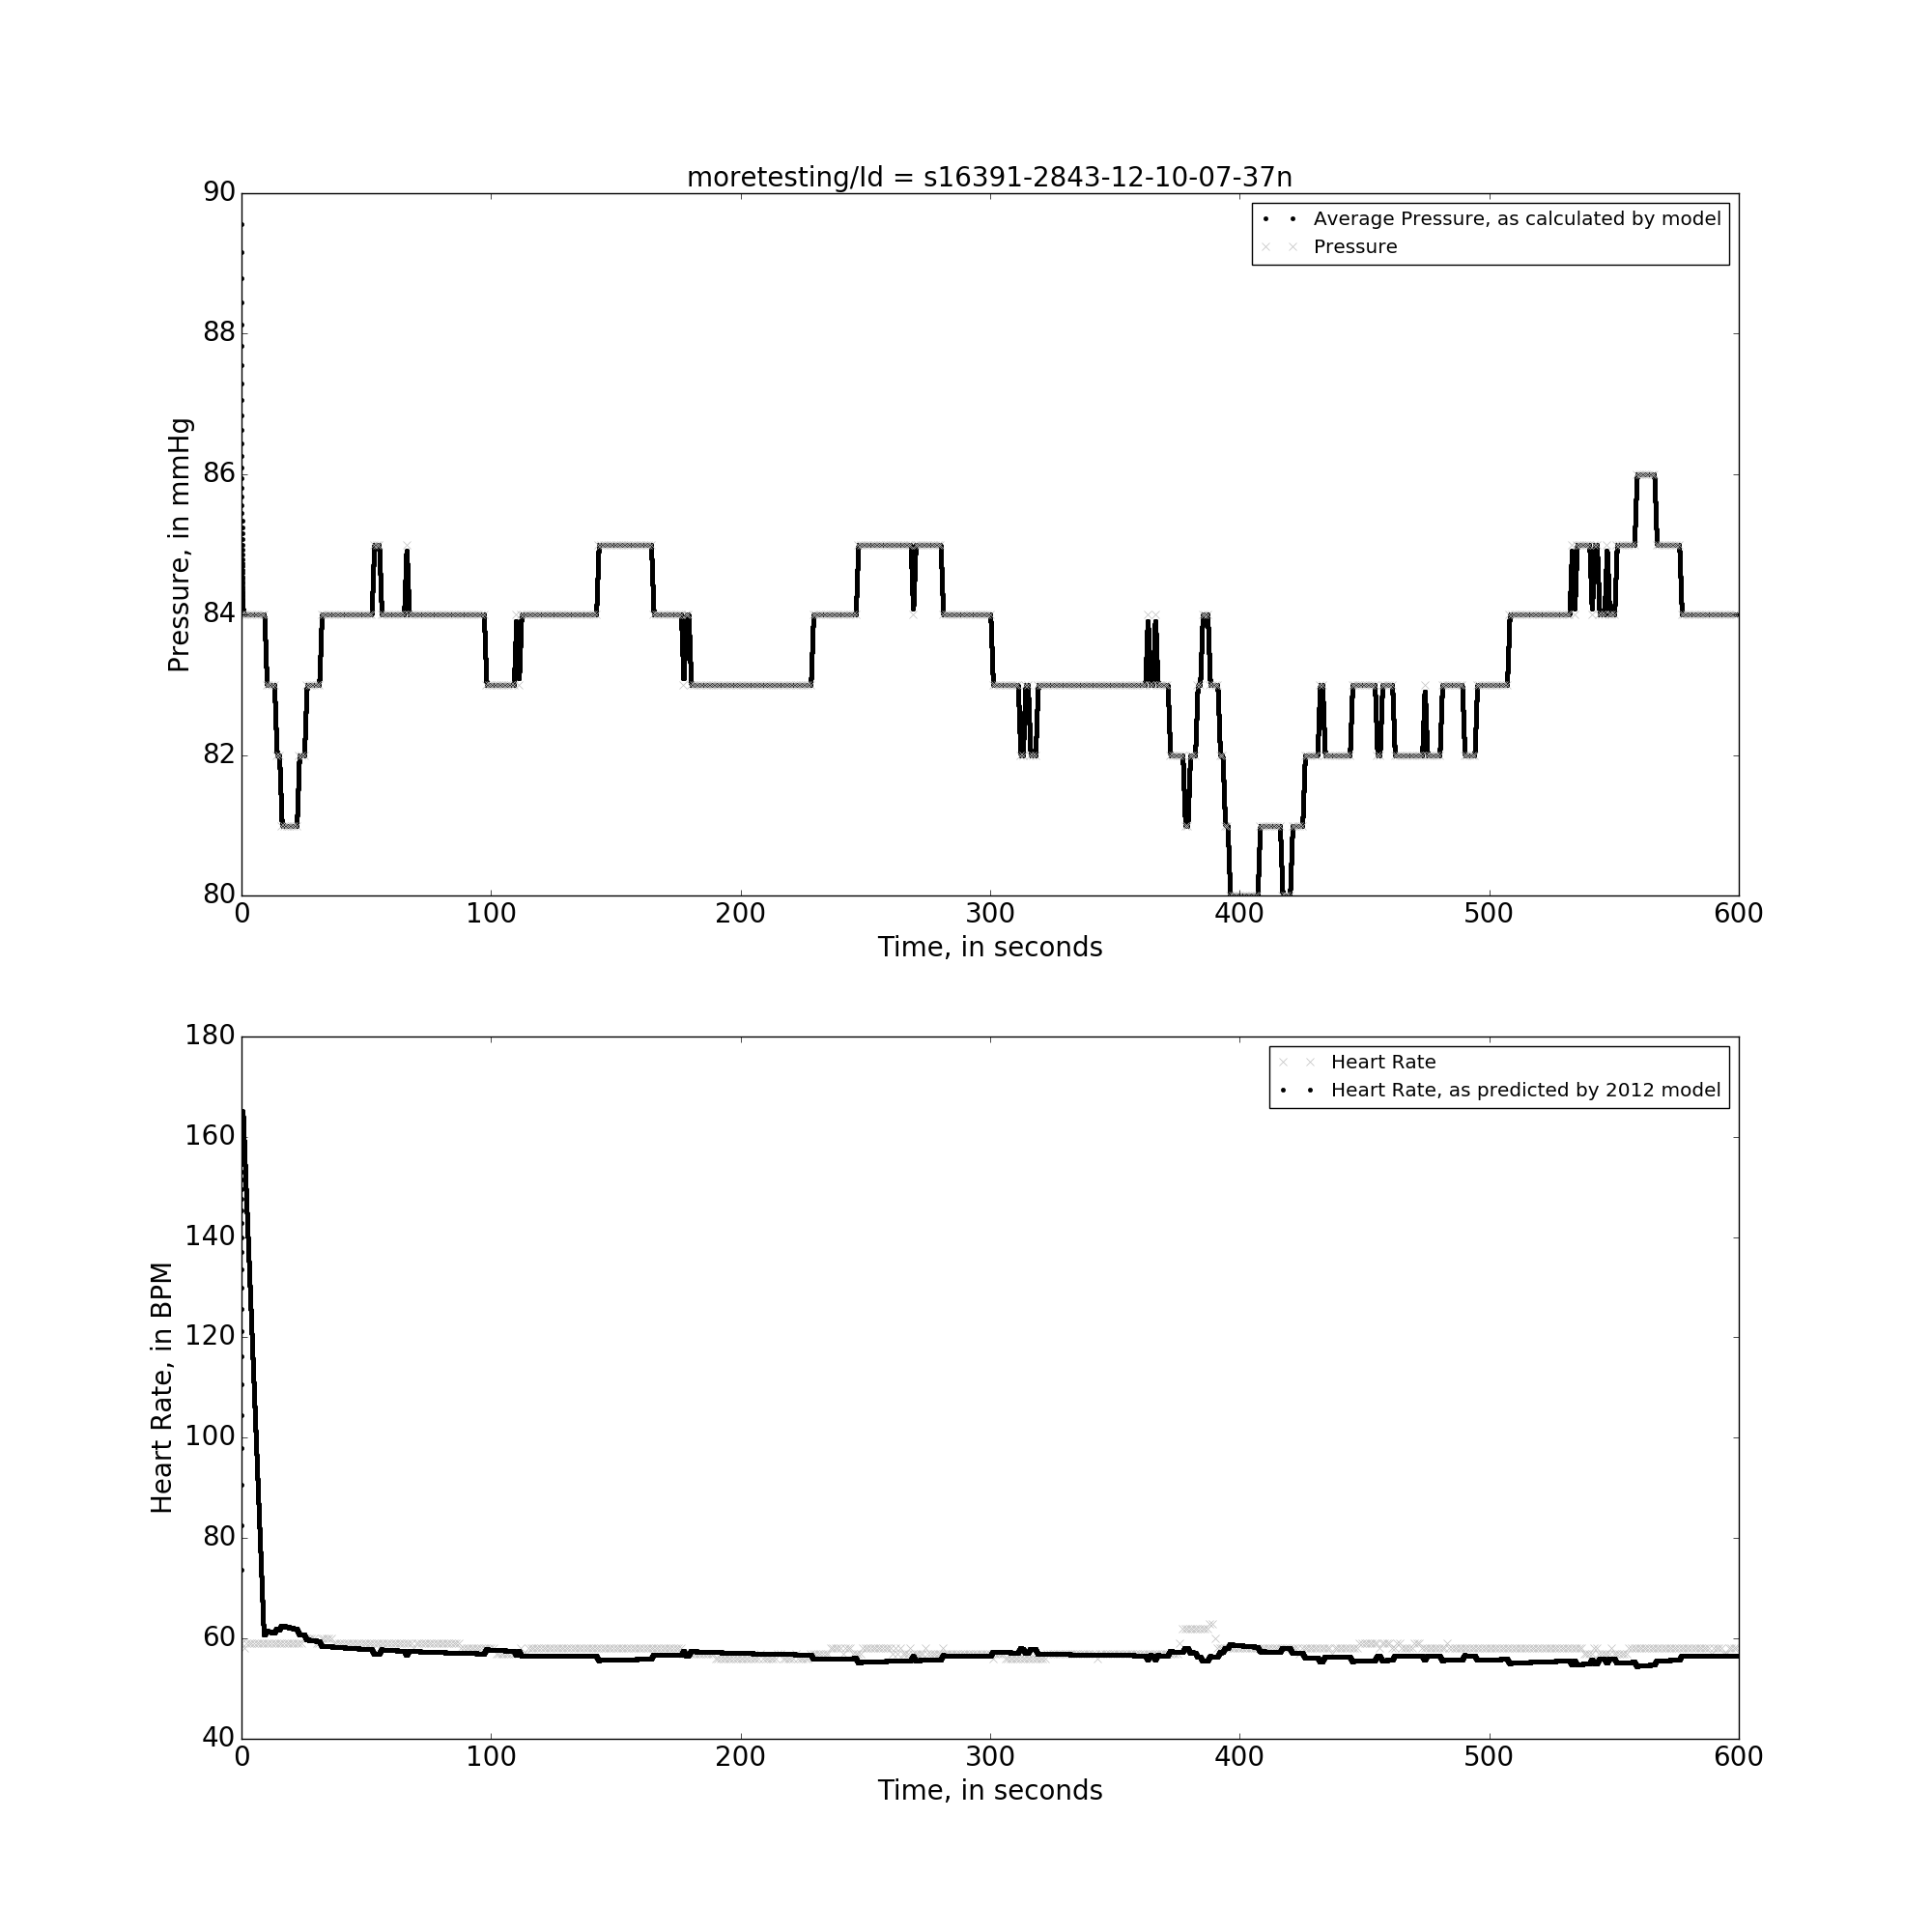 moretesting/Id = s16391-2843-12-10-07-37n
90
88
86
84
82
80
Pressure, in mmHg
Average Pressure, as calculated by model
Pressure
0 100 200 300 400 500 600
Time, in seconds
180
160
140
120
100
80
60
40
Heart Rate, in BPM
Heart Rate
Heart Rate, as predicted by 2012 model
0 100 200 300 400 500 600
Time, in seconds